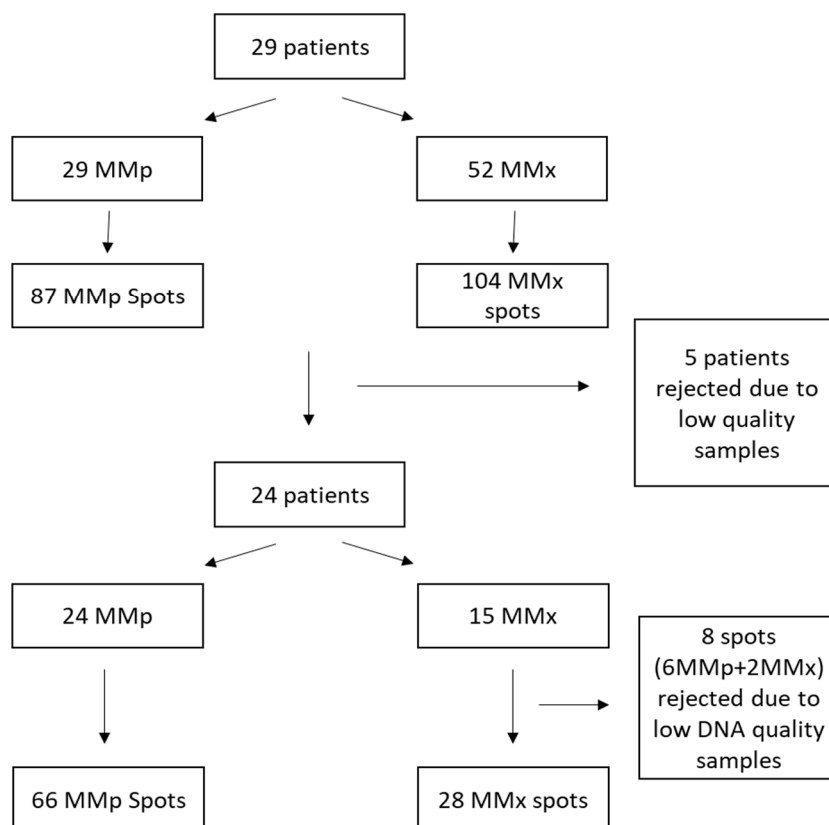 29 patients
29 MMp
52 MMx
87 MMp Spots
104 MMx
spots
5 patients
rejected due to
low quality
samples
24 patients
24 MMp
15 MMx
8 spots
(6MMp+2MMx)
rejected due to
low DNA quality
samples
66 MMp Spots
28 MMx spots